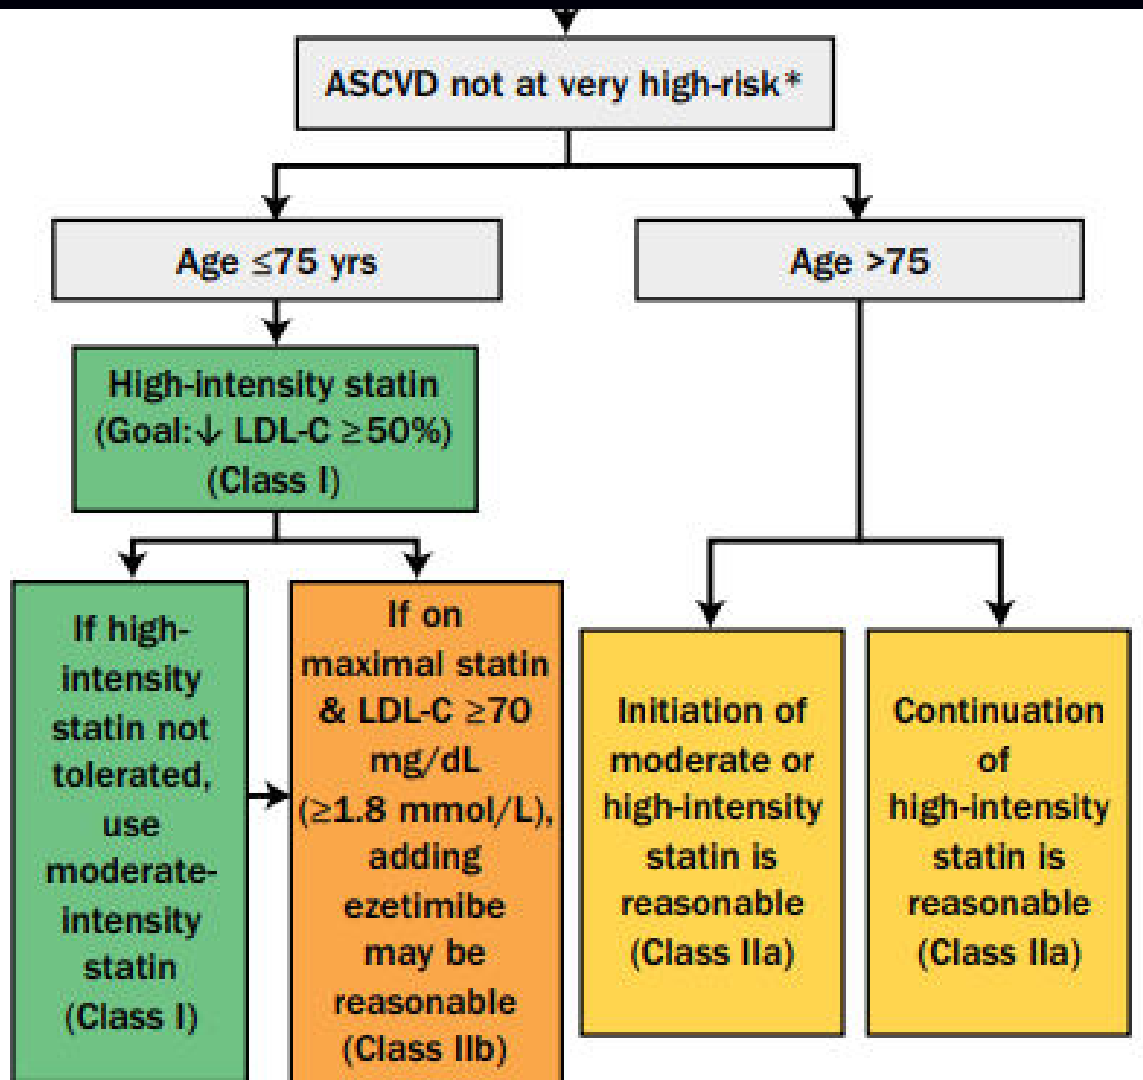 ASCVD not at very high-risk*
Age ≤75 yrs
Age >75
High-intensity statin
(Goal:↓ LDL-C ≥50%)
(Class I)
If high-
intensity
statin not
tolerated,
use
moderate-
intensity
statin
(Class I)
If on
maximal statin
& LDL-C ≥70
mg/dL
(≥1.8 mmol/L),
adding
ezetimibe
may be
reasonable
(Class IIb)
Initiation of
moderate or
high-intensity
statin is
reasonable
(Class IIa)
Continuation
of
high-intensity
statin is
reasonable
(Class IIa)